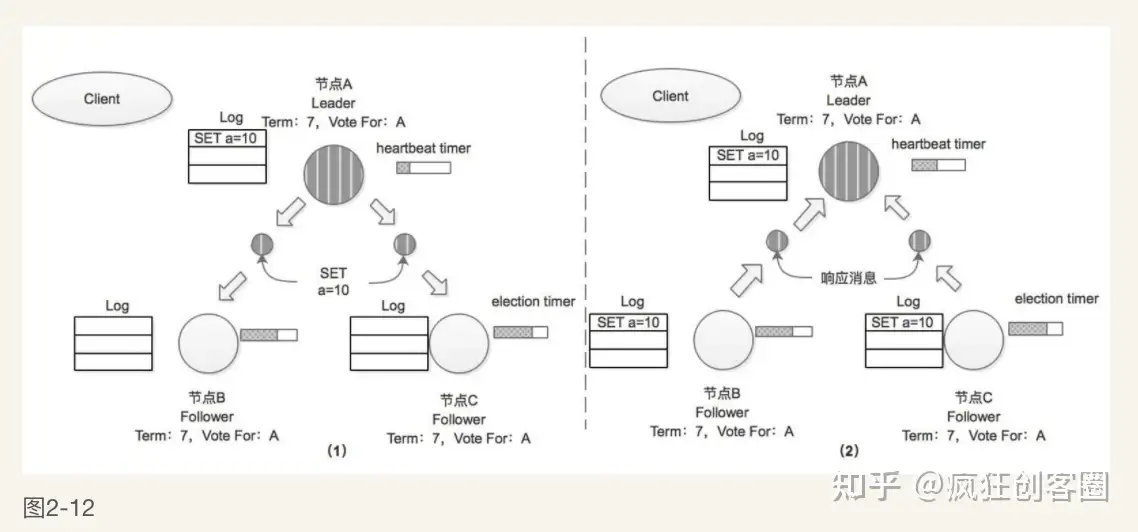 Client
节点A
Leader
Term：7，Vote For：A
Log
SET a=10
heartbeat timer
SET
a=10
Log
Log
election timer
节点B
Follower
Term：7，Vote For：A
节点C
Follower
Term：7，Vote For：A
(1)
Client
节点A
Leader
Term：7，Vote For：A
Log
SET a=10
heartbeat timer
响应消息
Log
SET a=10
Log
SET a=10
election timer
节点B
Follower
Term：7，Vote For：A
节点C
Follower
Term：7，Vote For：A
(2)
知乎 @疯狂创客圈
图2-12